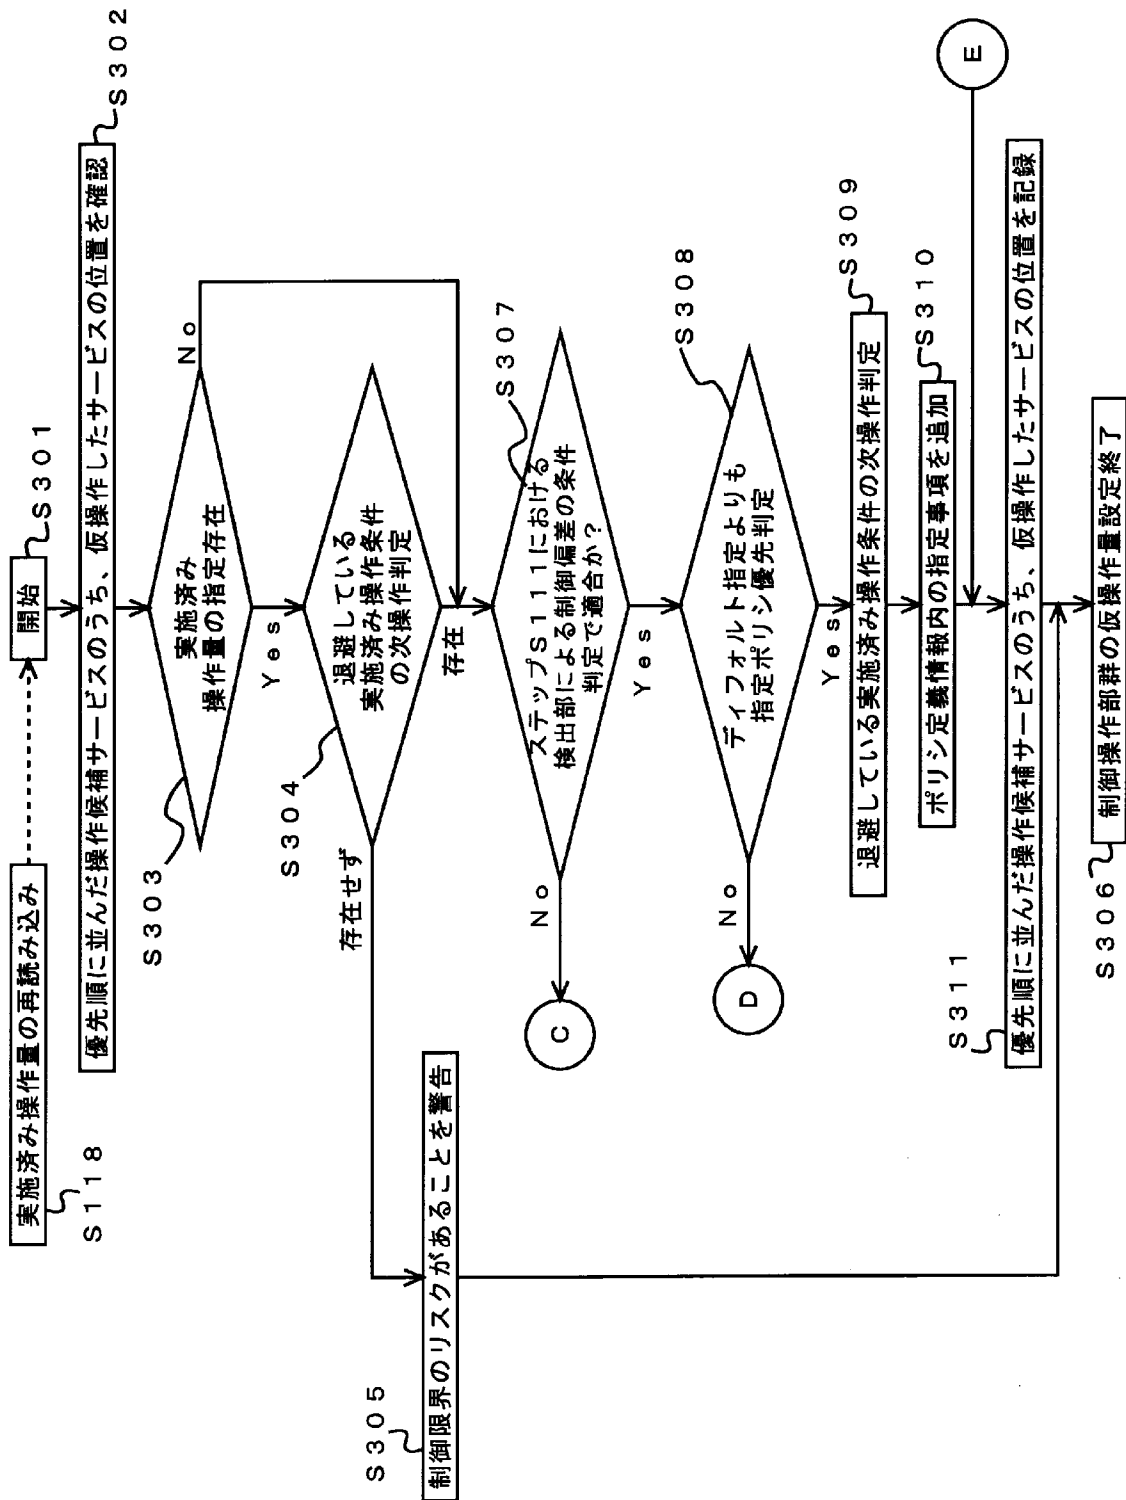 実施済み操作量の再読み込み
S118
開始
S301
優先順に並んだ操作候補サービスのうち、仮操作したサービスの位置を確認
S302
実施済み
操作量の指定存在
S303
No
Yes
退避している
実施済み操作条件
の次操作判定
S304
存在せず
存在
制御限界のリスクがあることを警告
S305
ステップS111における
検出部による制御偏差の条件
判定で適合か?
S307
No
C
Yes
ディフォルト指定よりも
指定ポリシ優先判定
S308
No
D
Yes
退避している実施済み操作条件の次操作判定
S309
ポリシ定義情報内の指定事項を追加
S310
E
優先順に並んだ操作候補サービスのうち、仮操作したサービスの位置を記録
S311
制御操作部群の仮操作量設定終了
S306